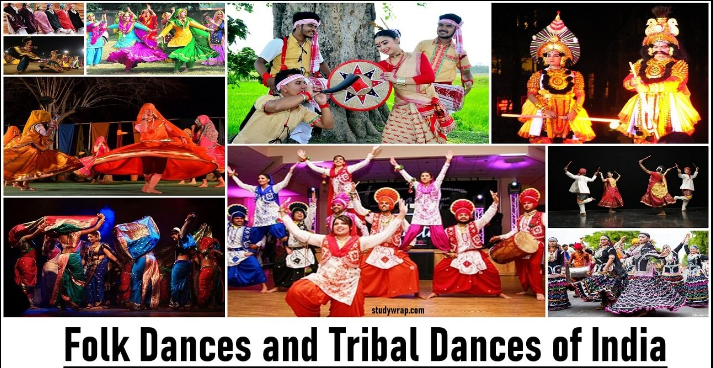 studywrap.com
Folk Dances and Tribal Dances of India